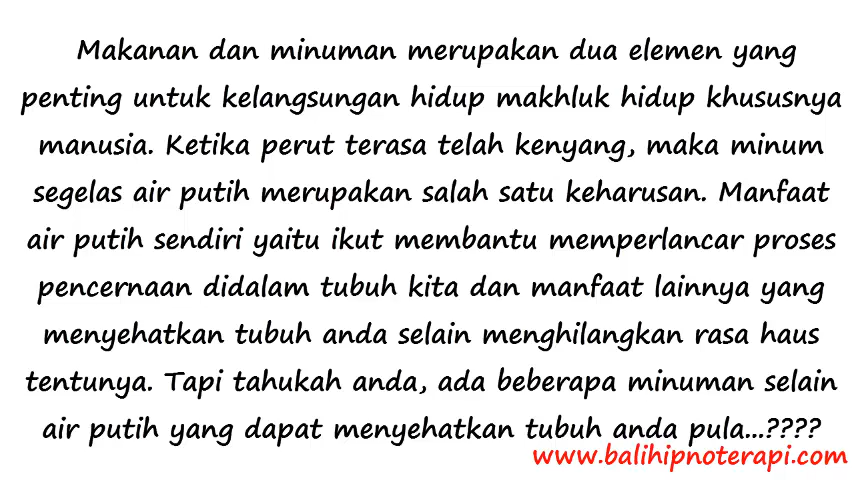 Makanan dan minuman merupakan dua elemen yang
penting untuk kelangsungan hidup makhluk hidup khususnya
manusia. Ketika perut terasa telah kenyang, maka minum
segelas air putih merupakan salah satu keharusan. Manfaat
air putih sendiri yaitu ikut membantu memperlancar proses
pencernaan didalam tubuh kita dan manfaat lainnya yang
menyehatkan tubuh anda selain menghilangkan rasa haus
tentunya. Tapi tahukah anda, ada beberapa minuman selain
air putih yang dapat menyehatkan tubuh anda pula...????
www.balihipnoterapi.com